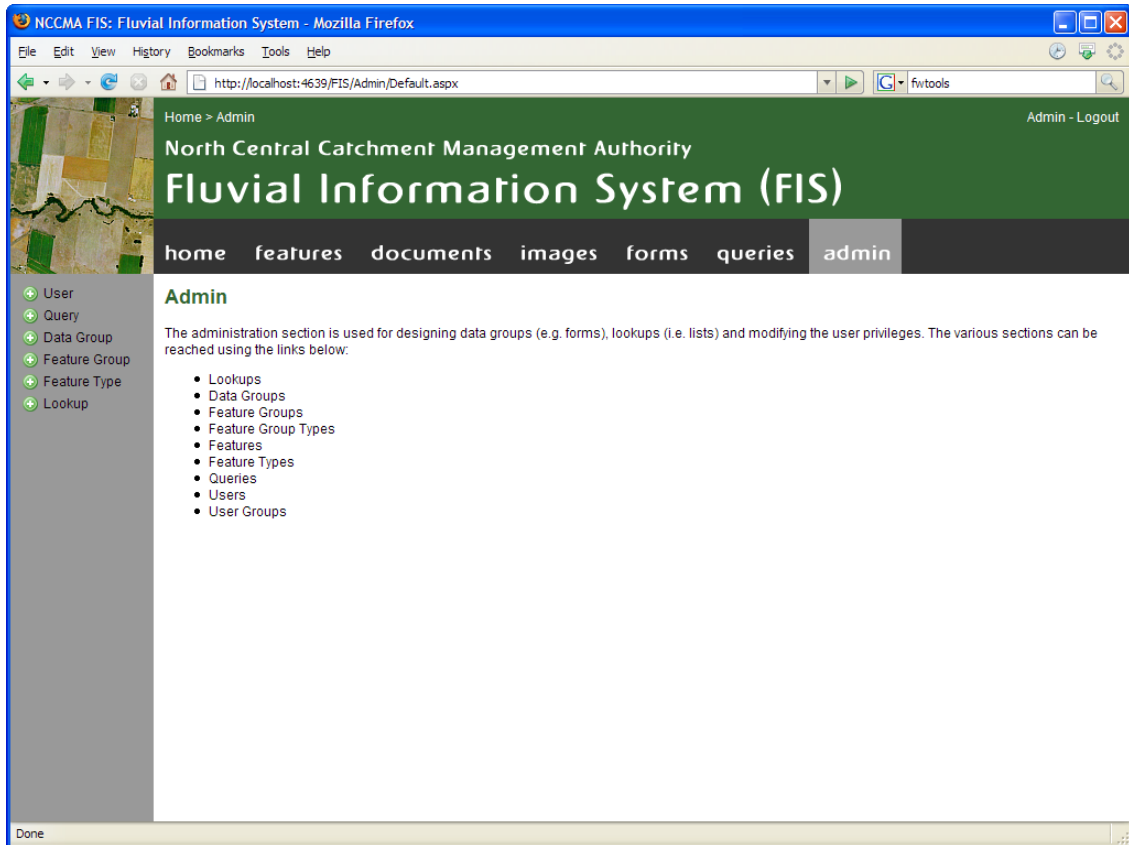 NCCMA FIS: Fluvial Information System - Mozilla Firefox
File Edit View History Bookmarks Tools Help
http://localhost:4639/FIS/Admin/Default.aspx
G fwtools
Home > Admin
Admin - Logout
North Central Catchment Management Authority
Fluvial Information System (FIS)
home features documents images forms queries admin
User
Query
Data Group
Feature Group
Feature Type
Lookup
Admin
The administration section is used for designing data groups (e.g. forms), lookups (i.e. lists) and modifying the user privileges. The various sections can be
reached using the links below:
Lookups
Data Groups
Feature Groups
Feature Group Types
Features
Feature Types
Queries
Users
User Groups
Done